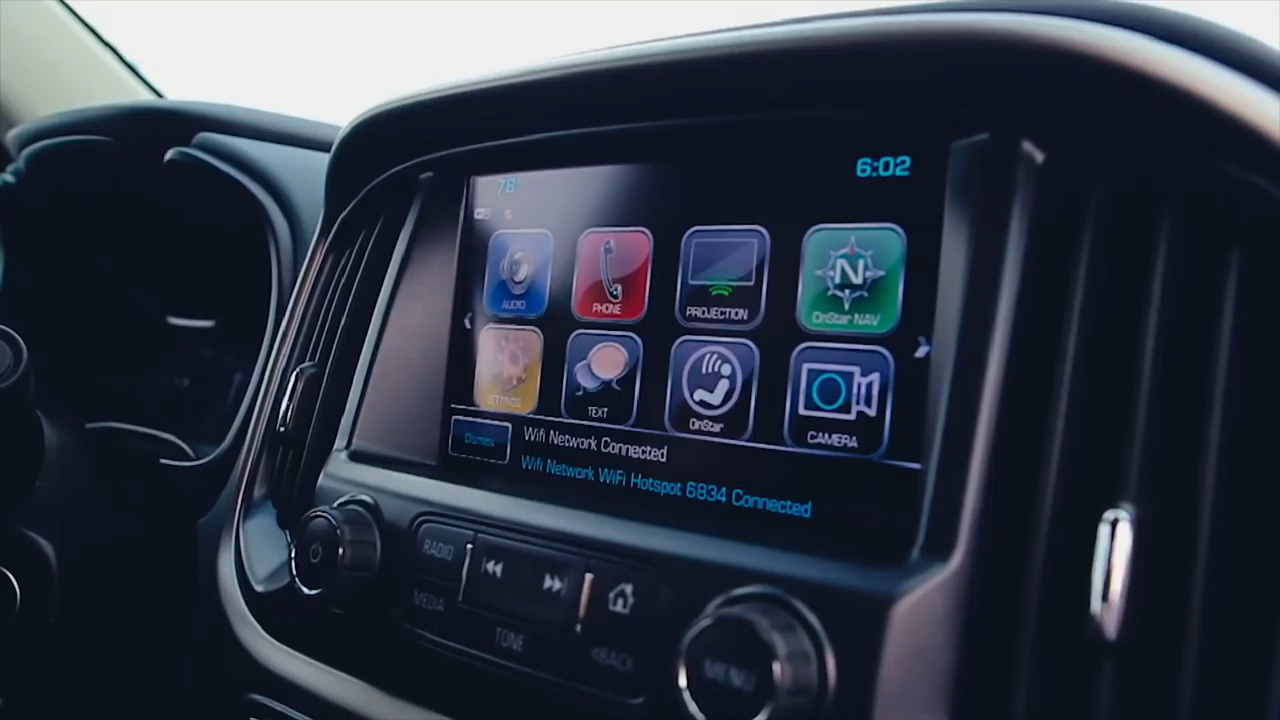 78°
6:02
AUDIO
PHONE
PROJECTION
N
OnStar NAV
SETTINGS
TEXT
OnStar
CAMERA
Dismiss
Wifi Network Connected
Wifi Network WiFi Hotspot 6834 Connected
RADIO
MEDIA
TONE
BACK
MENU